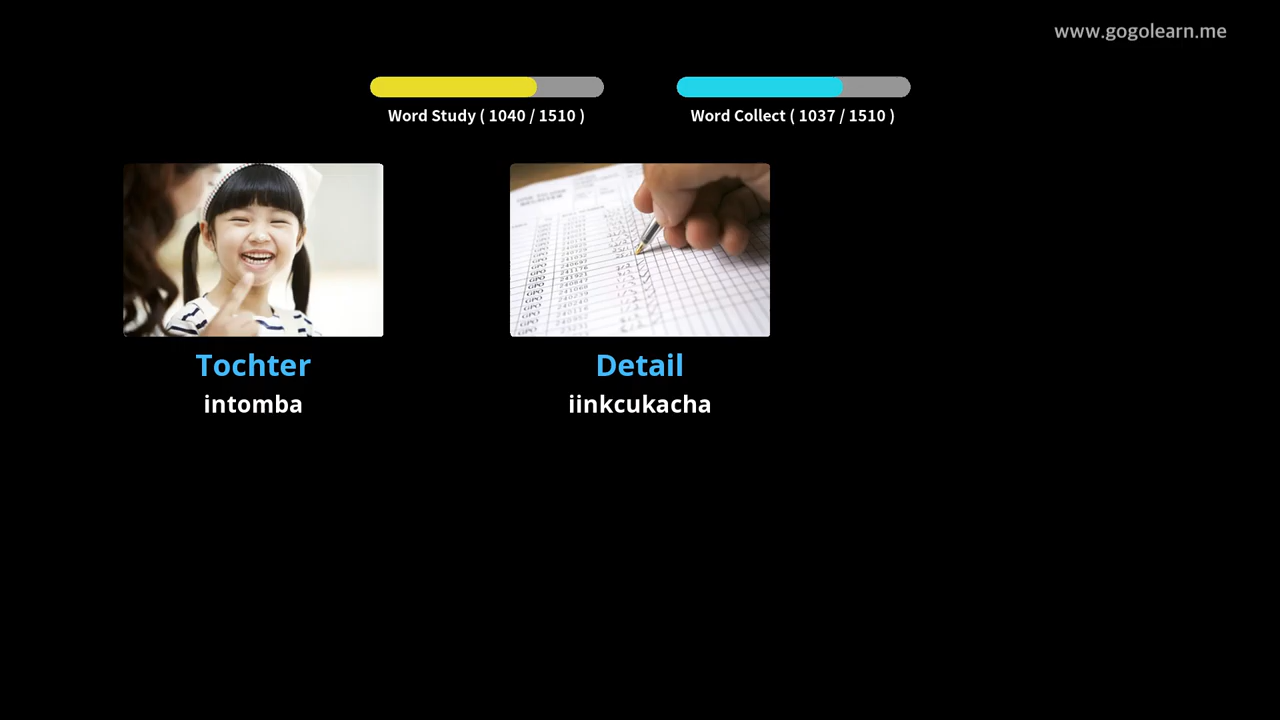 www.gogolearn.me
Word Study ( 1040 / 1510 )
Word Collect ( 1037 / 1510 )
Tochter
intomba
Detail
iinkcukacha